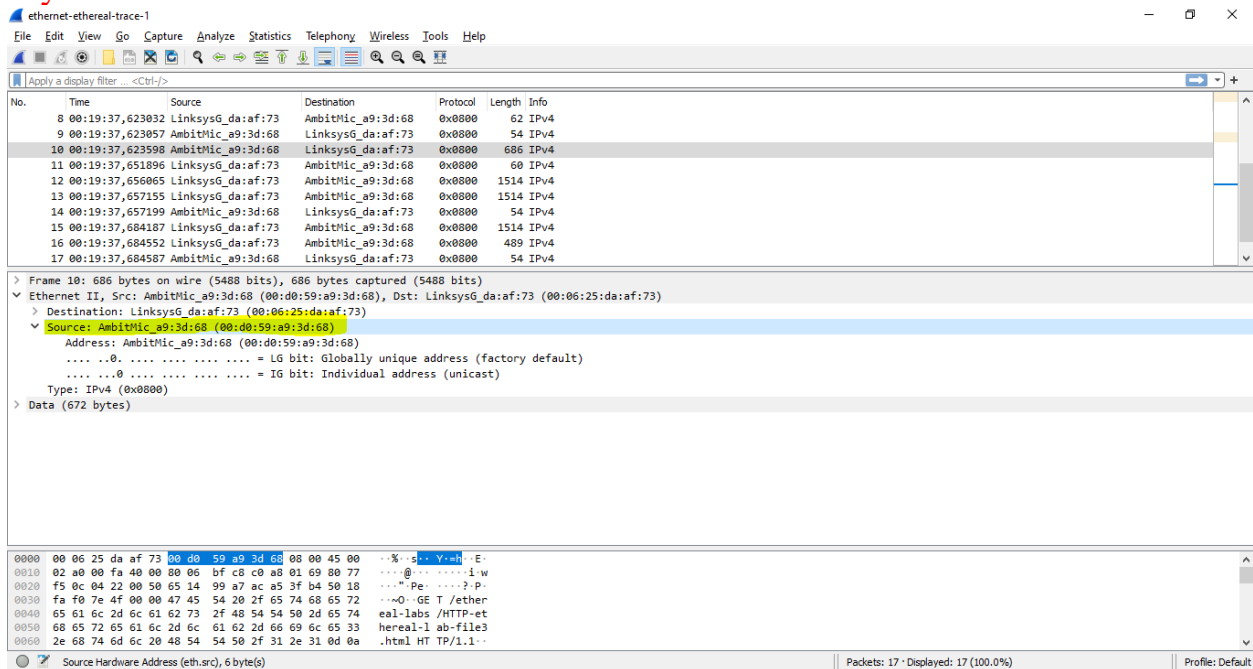 ethernet-ethereal-trace-1
File Edit View Go Capture Analyze Statistics Telephony Wireless Tools Help
Apply a display filter ... <Ctrl-/>
No. Time Source Destination Protocol Length Info
8 00:19:37,623032 LinksysG_da:af:73 AmbitMic_a9:3d:68 0x0800 62 IPv4
9 00:19:37,623057 AmbitMic_a9:3d:68 LinksysG_da:af:73 0x0800 54 IPv4
10 00:19:37,623598 AmbitMic_a9:3d:68 LinksysG_da:af:73 0x0800 686 IPv4
11 00:19:37,651896 LinksysG_da:af:73 AmbitMic_a9:3d:68 0x0800 60 IPv4
12 00:19:37,656065 LinksysG_da:af:73 AmbitMic_a9:3d:68 0x0800 1514 IPv4
13 00:19:37,657155 LinksysG_da:af:73 AmbitMic_a9:3d:68 0x0800 1514 IPv4
14 00:19:37,657199 AmbitMic_a9:3d:68 LinksysG_da:af:73 0x0800 54 IPv4
15 00:19:37,684187 LinksysG_da:af:73 AmbitMic_a9:3d:68 0x0800 1514 IPv4
16 00:19:37,684552 LinksysG_da:af:73 AmbitMic_a9:3d:68 0x0800 489 IPv4
17 00:19:37,684587 AmbitMic_a9:3d:68 LinksysG_da:af:73 0x0800 54 IPv4
> Frame 10: 686 bytes on wire (5488 bits), 686 bytes captured (5488 bits)
Ethernet II, Src: AmbitMic_a9:3d:68 (00:d0:59:a9:3d:68), Dst: LinksysG_da:af:73 (00:06:25:da:af:73)
> Destination: LinksysG_da:af:73 (00:06:25:da:af:73)
Source: AmbitMic_a9:3d:68 (00:d0:59:a9:3d:68)
Address: AmbitMic_a9:3d:68 (00:d0:59:a9:3d:68)
.... ..0. .... .... .... .... = LG bit: Globally unique address (factory default)
.... ...0 .... .... .... .... = IG bit: Individual address (unicast)
Type: IPv4 (0x0800)
> Data (672 bytes)
0000 00 06 25 da af 73 00 d0 59 a9 3d 68 08 00 45 00 ··%··s·· Y·=h··E·
0010 02 a0 00 fa 40 00 80 06 bf c8 c0 a8 01 69 80 77 ····@··· ·····i·w
0020 f5 0c 04 22 00 50 65 14 99 a7 ac a5 3f b4 50 18 ···"·Pe· ····?·P·
0030 fa f0 7e 4f 00 00 47 45 54 20 2f 65 74 68 65 72 ··~O··GE T /ether
0040 65 61 6c 2d 6c 61 62 73 2f 48 54 54 50 2d 65 74 eal-labs /HTTP-et
0050 68 65 72 65 61 6c 2d 6c 61 62 2d 66 69 6c 65 33 hereal-l ab-file3
0060 2e 68 74 6d 6c 20 48 54 54 50 2f 31 2e 31 0d 0a .html HT TP/1.1··
Source Hardware Address (eth.src), 6 byte(s) Packets: 17 · Displayed: 17 (100.0%) Profile: Default